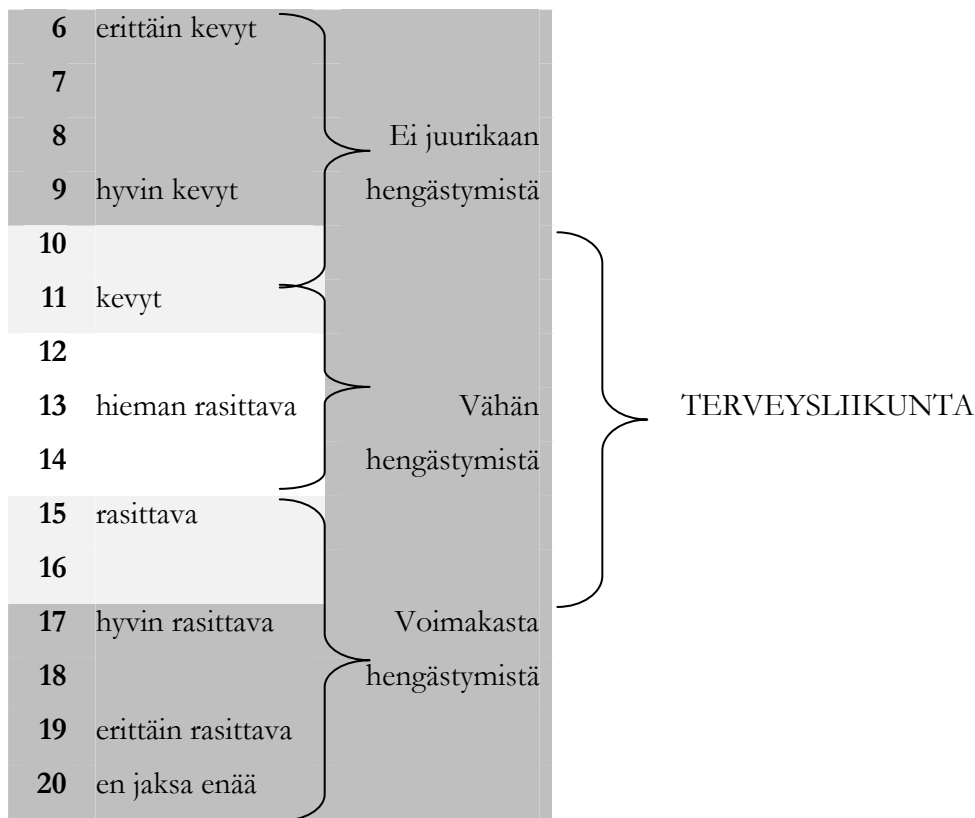 6 erittäin kevyt
7
8 Ei juurikaan
9 hyvin kevyt hengästymistä
10
11 kevyt
12
13 hieman rasittava Vähän TERVEYSLIIKUNTA
14 hengästymistä
15 rasittava
16
17 hyvin rasittava Voimakasta
18 hengästymistä
19 erittäin rasittava
20 en jaksa enää